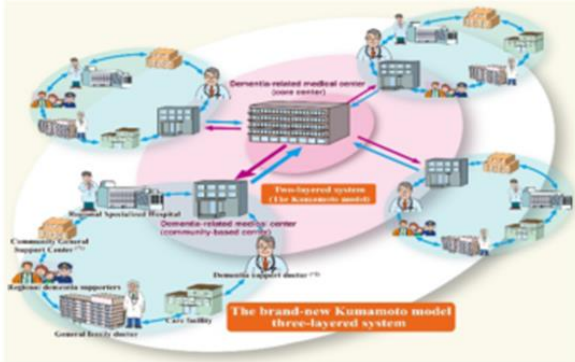 Dementia-related medical center
(core center)
Two-layered system
(The Kumamoto model)
Regional Specialized Hospital
Dementia-related medical center
(community-based center)
Community General
Support Center
Dementia support doctor
Regional dementia supporters
Care facility
General family doctor
The brand-new Kumamoto model
three-layered system